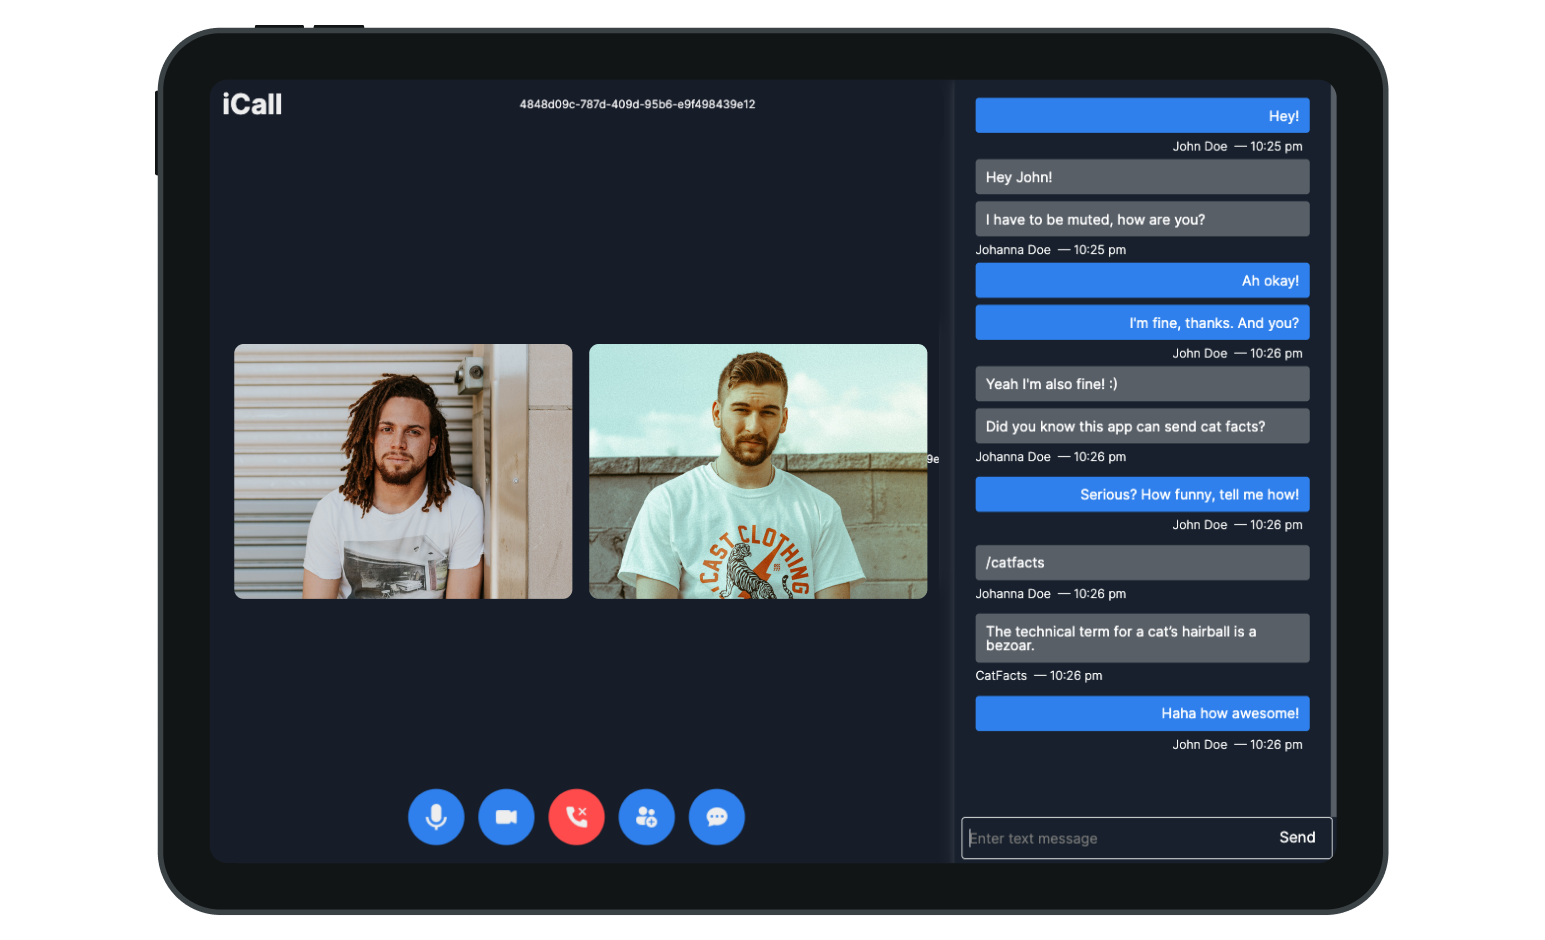 iCall
4848d09c-787d-409d-95b6-e9f498439e12
CAST CLOTHING
9e
Hey!
John Doe — 10:25 pm
Hey John!
I have to be muted, how are you?
Johanna Doe — 10:25 pm
Ah okay!
I'm fine, thanks. And you?
John Doe — 10:26 pm
Yeah I'm also fine! :)
Did you know this app can send cat facts?
Johanna Doe — 10:26 pm
Serious? How funny, tell me how!
John Doe — 10:26 pm
/catfacts
Johanna Doe — 10:26 pm
The technical term for a cat’s hairball is a
bezoar.
CatFacts — 10:26 pm
Haha how awesome!
John Doe — 10:26 pm
Enter text message
Send